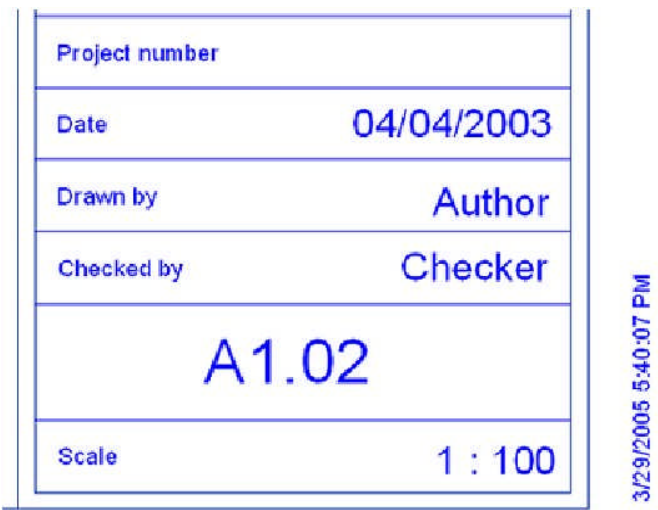 Project number
Date 04/04/2003
Drawn by Author
Checked by Checker
A1.02
Scale 1 : 100
3/29/2005 5:40:07 PM